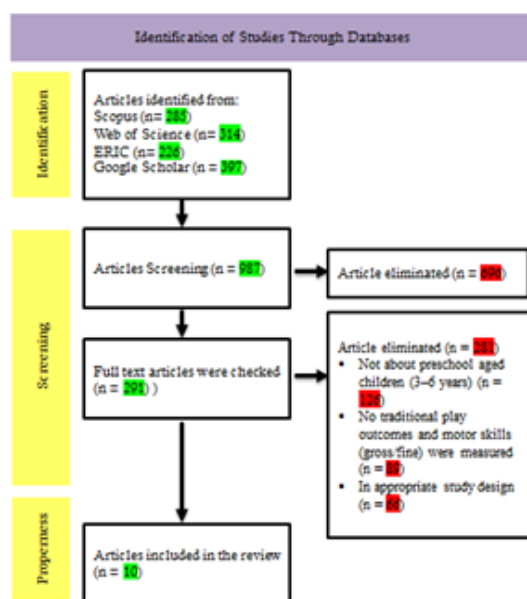 Identification of Studies Through Databases
Identification
Articles identified from:
Scopus (n= 285)
Web of Science (n= 314)
ERIC (n= 226)
Google Scholar (n = 397)
Screening
Articles Screening (n = 987)
Article eliminated (n = 696)
Full text articles were checked
(n = 291) )
Article eliminated (n = 281)
▪ Not about preschool aged
children (3–6 years) (n =
126)
▪ No traditional play
outcomes and motor skills
(gross/fine) were measured
(n = 89)
▪ In appropriate study design
(n = 66)
Properness
Articles included in the review
(n = 10)